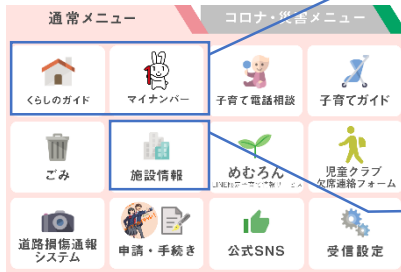 通常メニュー
コロナ・災害メニュー
くらしのガイド
マイナンバー
子育て電話相談
子育てガイド
ごみ
施設情報
めむろん
児童クラブ
欠席連絡フォーム
道路損傷通報
システム
申請・手続き
公式SNS
受信設定